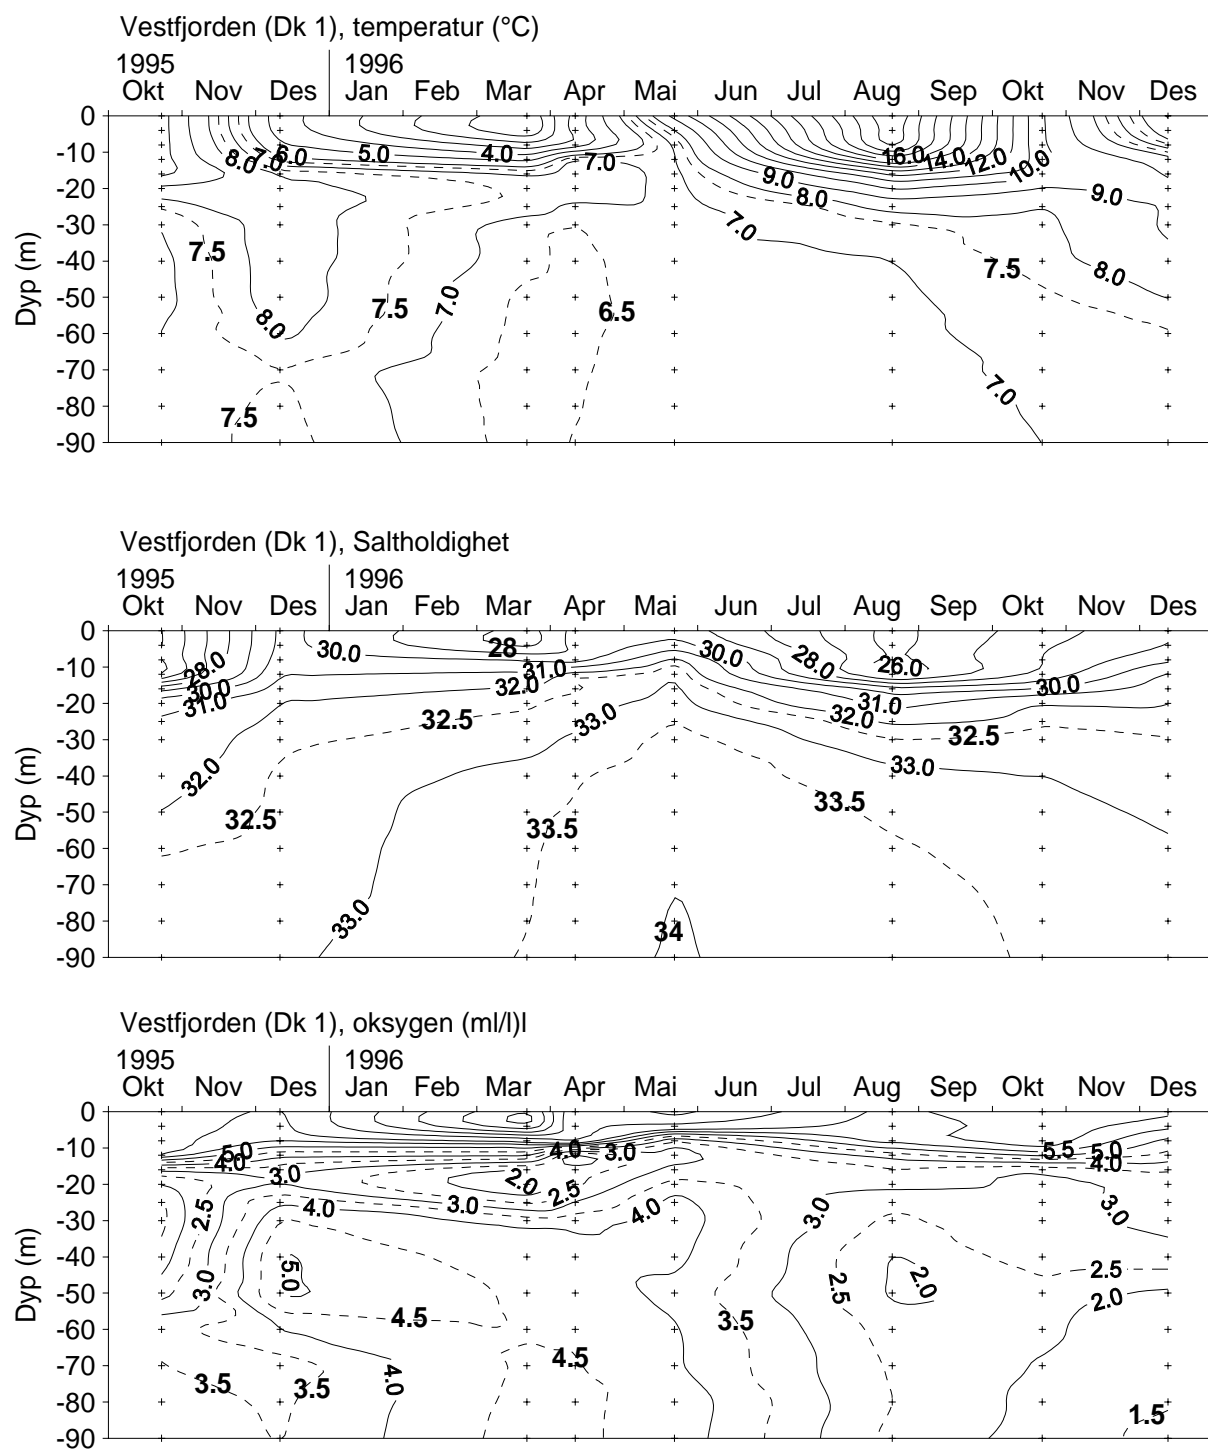 Vestfjorden (Dk 1), temperatur (°C)
1995 1996
Okt Nov Des Jan Feb Mar Apr Mai Jun Jul Aug Sep Okt Nov Des
0
-10 8.0 7.0 6.0 5.0 4.0 7.0 16.0 14.0 12.0 10.0
-20 9.0 8.0 9.0
-30 7.0
-40 7.5 7.5 8.0
-50 8.0 7.5 7.0 6.5
-60
-70 7.0
-80 7.5
-90
Dyp (m)
Vestfjorden (Dk 1), Saltholdighet
1995 1996
Okt Nov Des Jan Feb Mar Apr Mai Jun Jul Aug Sep Okt Nov Des
0 30.0 28 30.0
-10 28.0 31.0 28.0 26.0
-20 30.0 31.0 32.0 31.0 32.0 30.0
-30 32.5 33.0 32.5
-40 32.0 33.0
-50 32.5 33.5 33.5
-60
-70
-80 33.0 34
-90
Dyp (m)
Vestfjorden (Dk 1), oksygen (ml/l)l
1995 1996
Okt Nov Des Jan Feb Mar Apr Mai Jun Jul Aug Sep Okt Nov Des
0
-10 5.0 4.0 4.0 3.0 5.5 5.0 4.0
-20 3.0 2.0 2.5
-30 2.5 4.0 3.0 4.0 3.0 3.0
-40 5.0 2.5
-50 3.0 2.5 2.0 2.0
-60 4.5 3.5
-70 4.5
-80 3.5 3.5 4.0 1.5
-90
Dyp (m)